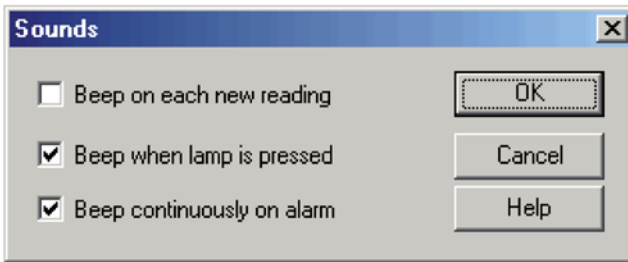 Sounds
Beep on each new reading
OK
Beep when lamp is pressed
Cancel
Beep continuously on alarm
Help